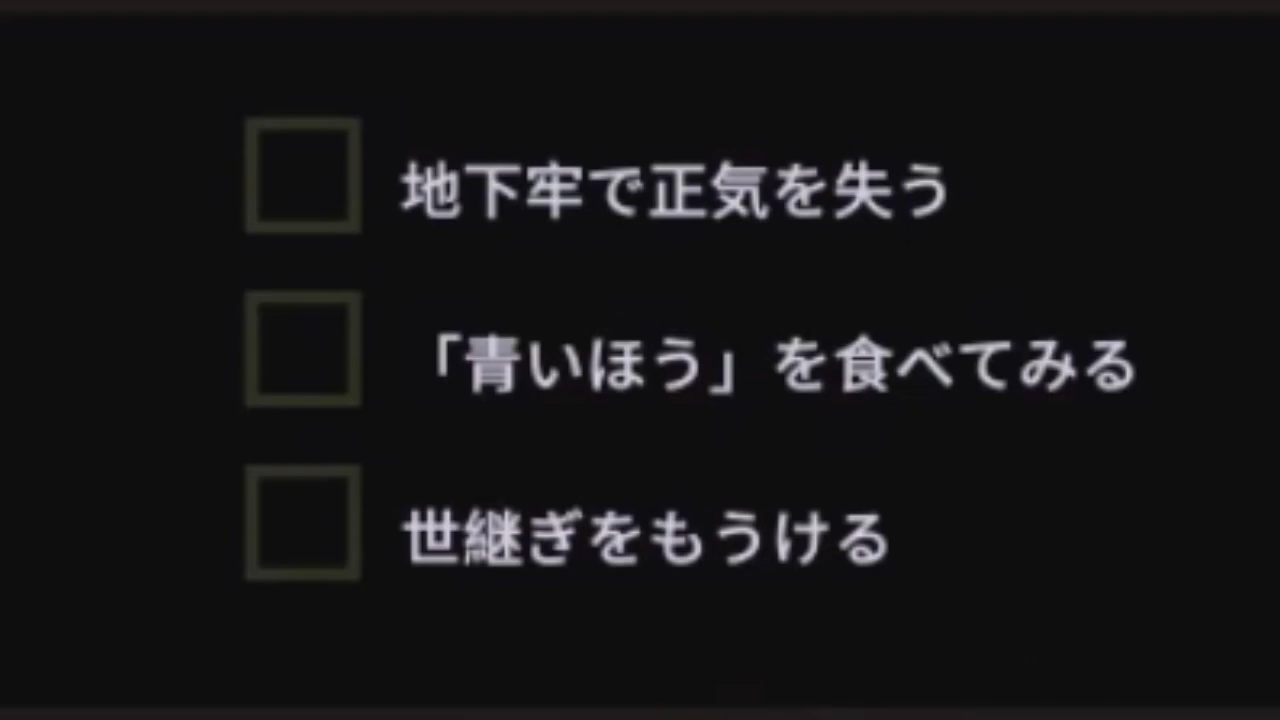 地下牢で正気を失う
「青いほう」を食べてみる
世継ぎをもうける